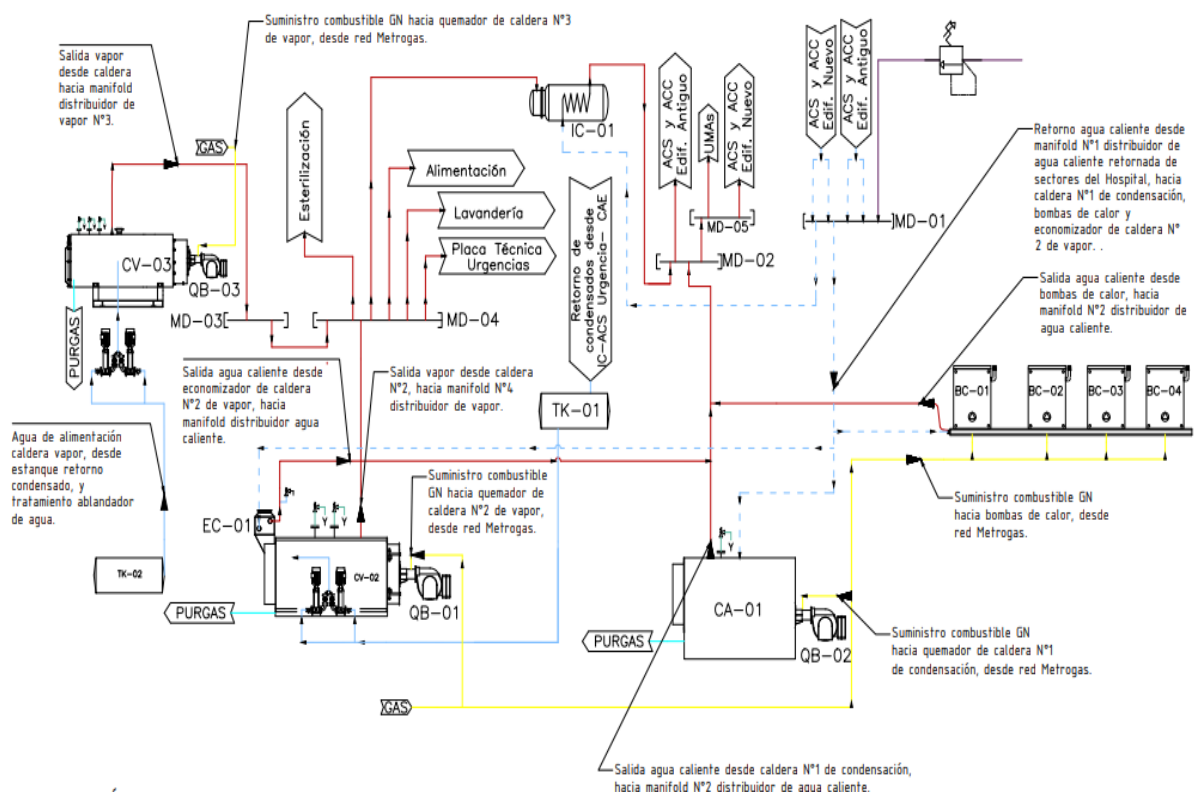 Suministro combustible GN hacia quemador de caldera N°3
de vapor, desde red Metrogas.
Salida vapor
desde caldera
hacia manifold
distribuidor de
vapor N°3.
GAS
CV-03
QB-03
PURGAS
MD-03
MD-04
Esterilización
Alimentación
Lavandería
Placa Técnica
Urgencias
IC-01
Retorno de
condensados desde
IC-ACS Urgencia- CAE
TK-01
ACS y ACC
Edif. Antiguo
UMAs
ACS y ACC
Edif. Nuevo
MD-05
MD-02
ACS y ACC
Edif. Nuevo
ACS y ACC
Edif. Antiguo
MD-01
Retorno agua caliente desde
manifold N°1 distribuidor de
agua caliente retornada de
sectores del Hospital, hacia
caldera N°1 de condensación,
bombas de calor y
economizador de caldera N°
2 de vapor. .
Salida agua caliente desde
bombas de calor, hacia
manifold N°2 distribuidor de
agua caliente.
BC-01
BC-02
BC-03
BC-04
Salida agua caliente desde
economizador de caldera
N°2 de vapor, hacia
manifold distribuidor agua
caliente.
Salida vapor desde caldera
N°2, hacia manifold N°4
distribuidor de vapor.
Agua de alimentación
caldera vapor, desde
estanque retorno
condensado, y
tratamiento ablandador
de agua.
TK-02
EC-01
Y
Y
CV-02
QB-01
PURGAS
Suministro combustible
GN hacia quemador de
caldera N°2 de vapor,
desde red Metrogas.
Suministro combustible GN
hacia bombas de calor, desde
red Metrogas.
Y
CA-01
QB-02
PURGAS
Suministro combustible GN
hacia quemador de caldera N°1
de condensación, desde red Metrogas.
GAS
Salida agua caliente desde caldera N°1 de condensación,
hacia manifold N°2 distribuidor de agua caliente.